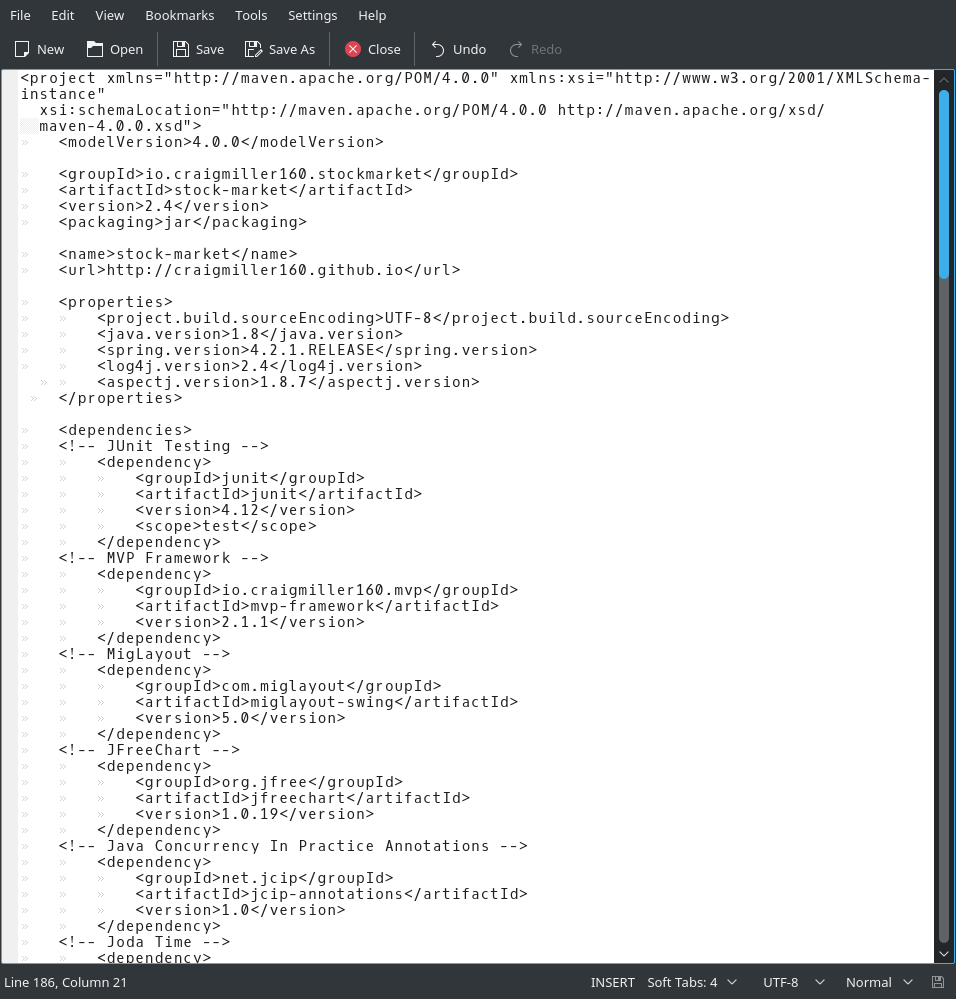 File Edit View Bookmarks Tools Settings Help
New Open Save Save As Close Undo Redo
<project xmlns="http://maven.apache.org/POM/4.0.0" xmlns:xsi="http://www.w3.org/2001/XMLSchema-
instance"
xsi:schemaLocation="http://maven.apache.org/POM/4.0.0 http://maven.apache.org/xsd/
maven-4.0.0.xsd">
<modelVersion>4.0.0</modelVersion>
<groupId>io.craigmiller160.stockmarket</groupId>
<artifactId>stock-market</artifactId>
<version>2.4</version>
<packaging>jar</packaging>
<name>stock-market</name>
<url>http://craigmiller160.github.io</url>
<properties>
<project.build.sourceEncoding>UTF-8</project.build.sourceEncoding>
<java.version>1.8</java.version>
<spring.version>4.2.1.RELEASE</spring.version>
<log4j.version>2.4</log4j.version>
<aspectj.version>1.8.7</aspectj.version>
</properties>
<dependencies>
<!-- JUnit Testing -->
<dependency>
<groupId>junit</groupId>
<artifactId>junit</artifactId>
<version>4.12</version>
<scope>test</scope>
</dependency>
<!-- MVP Framework -->
<dependency>
<groupId>io.craigmiller160.mvp</groupId>
<artifactId>mvp-framework</artifactId>
<version>2.1.1</version>
</dependency>
<!-- MigLayout -->
<dependency>
<groupId>com.miglayout</groupId>
<artifactId>miglayout-swing</artifactId>
<version>5.0</version>
</dependency>
<!-- JFreeChart -->
<dependency>
<groupId>org.jfree</groupId>
<artifactId>jfreechart</artifactId>
<version>1.0.19</version>
</dependency>
<!-- Java Concurrency In Practice Annotations -->
<dependency>
<groupId>net.jcip</groupId>
<artifactId>jcip-annotations</artifactId>
<version>1.0</version>
</dependency>
<!-- Joda Time -->
<dependency>
Line 186, Column 21 INSERT Soft Tabs: 4 UTF-8 Normal